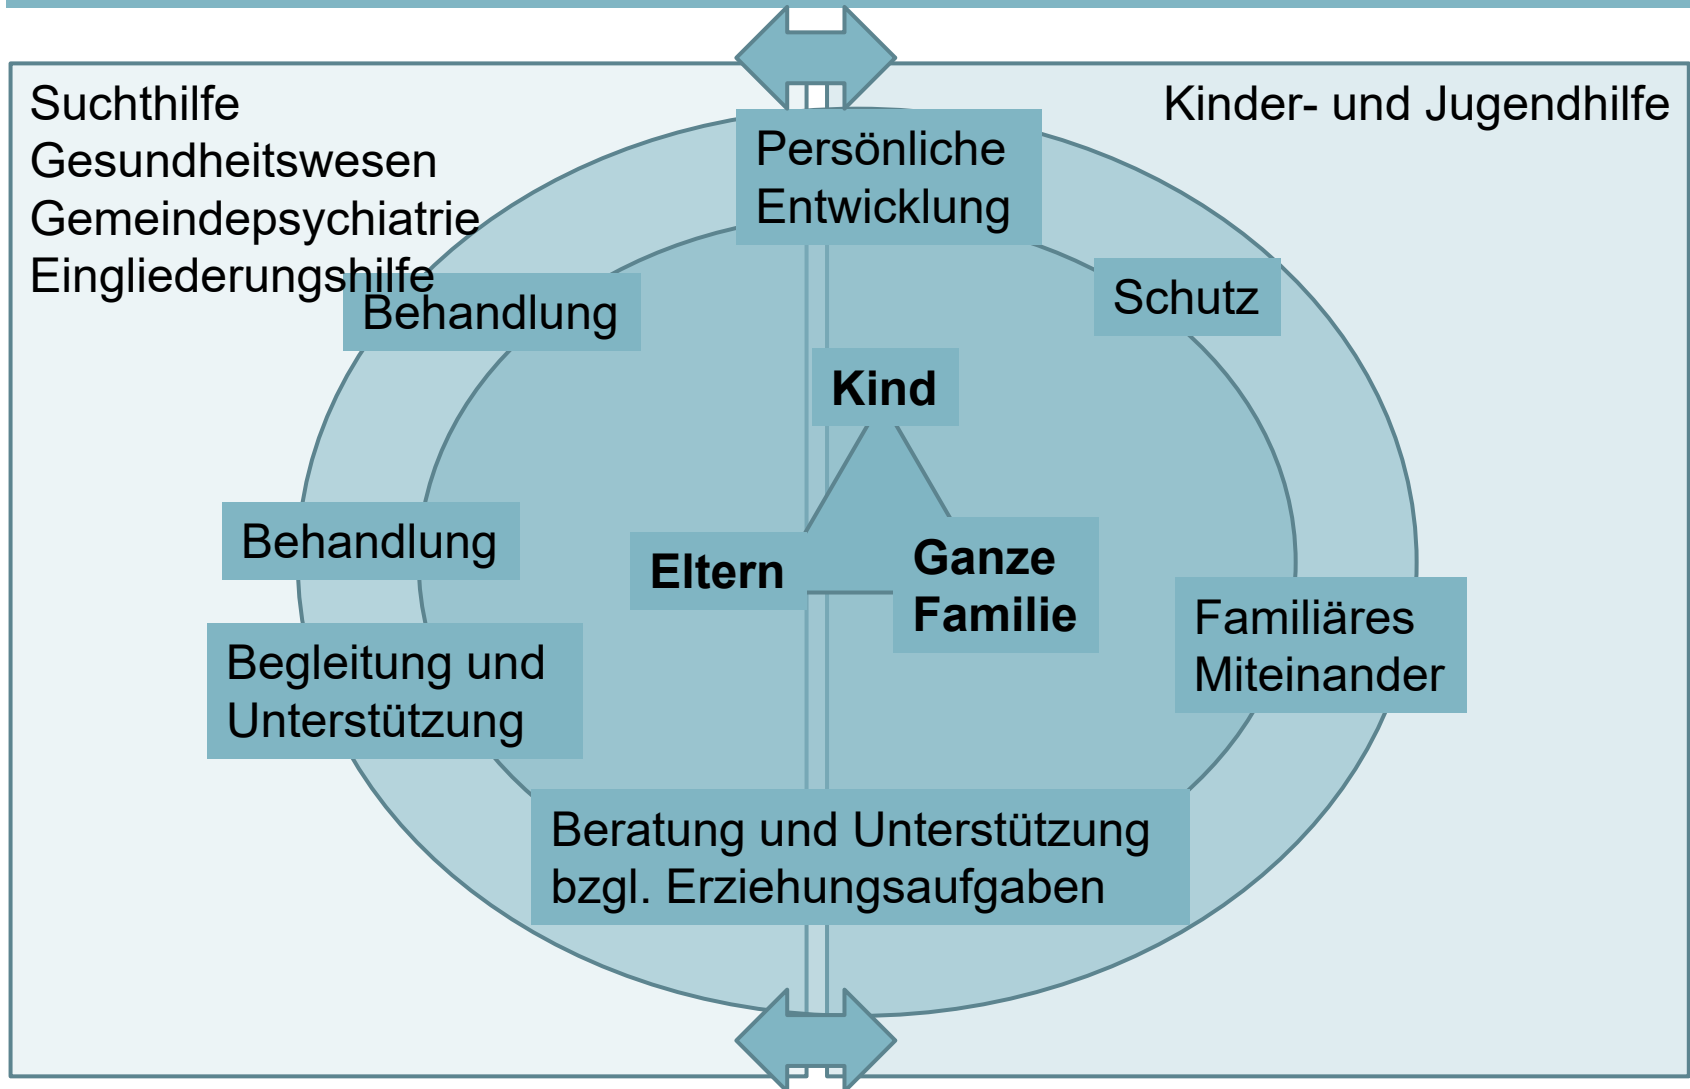 Suchthilfe
Gesundheitswesen
Gemeindepsychiatrie
Eingliederungshilfe
Kinder- und Jugendhilfe
Persönliche
Entwicklung
Behandlung
Schutz
Kind
Behandlung
Eltern
Ganze
Familie
Familiäres
Miteinander
Begleitung und
Unterstützung
Beratung und Unterstützung
bzgl. Erziehungsaufgaben